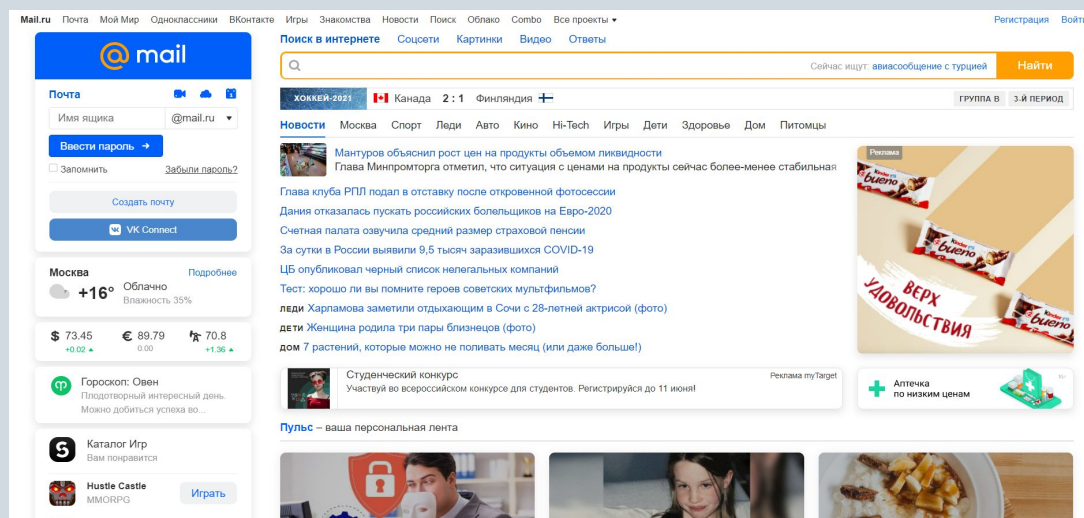 Mail.ru Почта Мой Мир Одноклассники ВКонтакте Игры Знакомства Новости Поиск Облако Combo Все проекты
Регистрация Войти
@ mail
Почта
Имя ящика @mail.ru
Ввести пароль
Запомнить Забыли пароль?
Создать почту
VK Connect
Москва Подробнее
+16° Облачно
Влажность 35%
$ 73.45 € 89.79 70.8
+0.02 0.00 +1.36
Гороскоп: Овен
Плодотворный интересный день.
Можно добиться успеха во...
Каталог Игр
Вам понравится
Hustle Castle
MMORPG
Играть
Поиск в интернете Соцсети Картинки Видео Ответы
Сейчас ищут: авиасообщение с турцией Найти
ХОККЕЙ-2021 Канада 2 : 1 Финляндия ГРУППА B 3-Й ПЕРИОД
Новости Москва Спорт Леди Авто Кино Hi-Tech Игры Дети Здоровье Дом Питомцы
Мантуров объяснил рост цен на продукты объемом ликвидности
Глава Минпромторга отметил, что ситуация с ценами на продукты сейчас более-менее стабильная
Глава клуба РПЛ подал в отставку после откровенной фотосессии
Дания отказалась пускать российских болельщиков на Евро-2020
Счетная палата озвучила средний размер страховой пенсии
За сутки в России выявили 9,5 тысяч заразившихся COVID-19
ЦБ опубликовал черный список нелегальных компаний
Тест: хорошо ли вы помните героев советских мультфильмов?
ЛЕДИ Харламова заметили отдыхающим в Сочи с 28-летней актрисой (фото)
ДЕТИ Женщина родила три пары близнецов (фото)
ДОМ 7 растений, которые можно не поливать месяц (или даже больше!)
Студенческий конкурс Реклама myTarget
Участвуй во всероссийском конкурсе для студентов. Регистрируйся до 11 июня!
Пульс – ваша персональная лента
Реклама
bueno
Kinder
bueno
ВЕРХ
УДОВОЛЬСТВИЯ
Kinder
bueno
Аптечка
по низким ценам